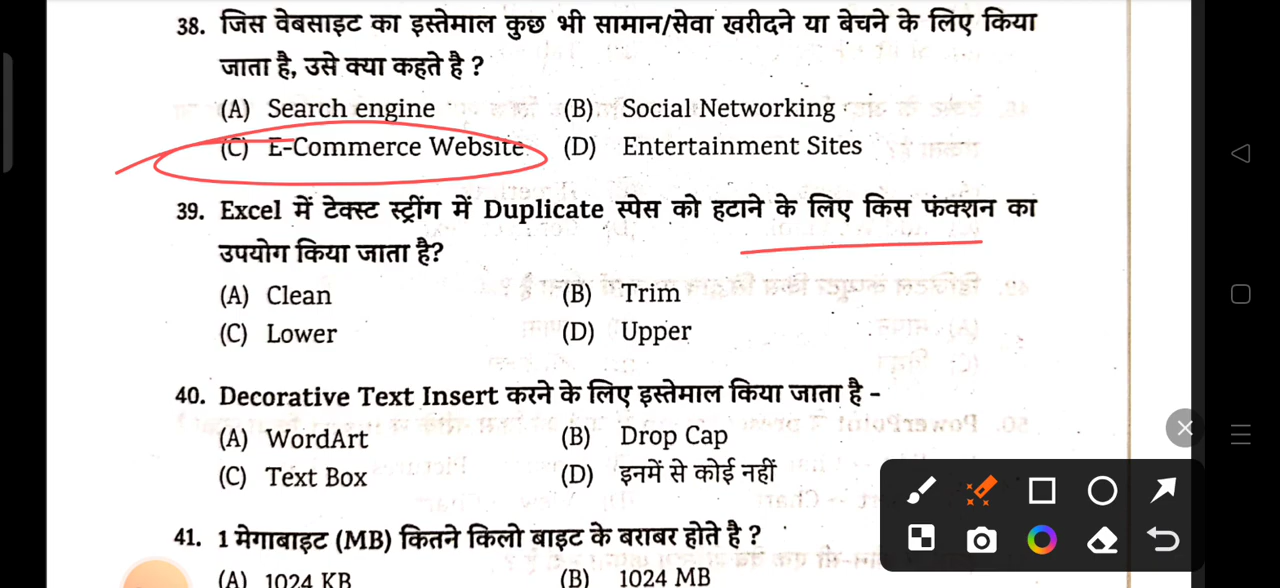 38. जिस वेबसाइट का इस्तेमाल कुछ भी सामान/सेवा खरीदने या बेचने के लिए किया
जाता है, उसे क्या कहते है ?
(A) Search engine (B) Social Networking
(C) E-Commerce Website (D) Entertainment Sites
39. Excel में टेक्स्ट स्ट्रींग में Duplicate स्पेस को हटाने के लिए किस फंक्शन का
उपयोग किया जाता है?
(A) Clean (B) Trim
(C) Lower (D) Upper
40. Decorative Text Insert करने के लिए इस्तेमाल किया जाता है -
(A) WordArt (B) Drop Cap
(C) Text Box (D) इनमें से कोई नहीं
41. 1 मेगाबाइट (MB) कितने किलो बाइट के बराबर होते है ?
(A) 1024 KB (B) 1024 MB